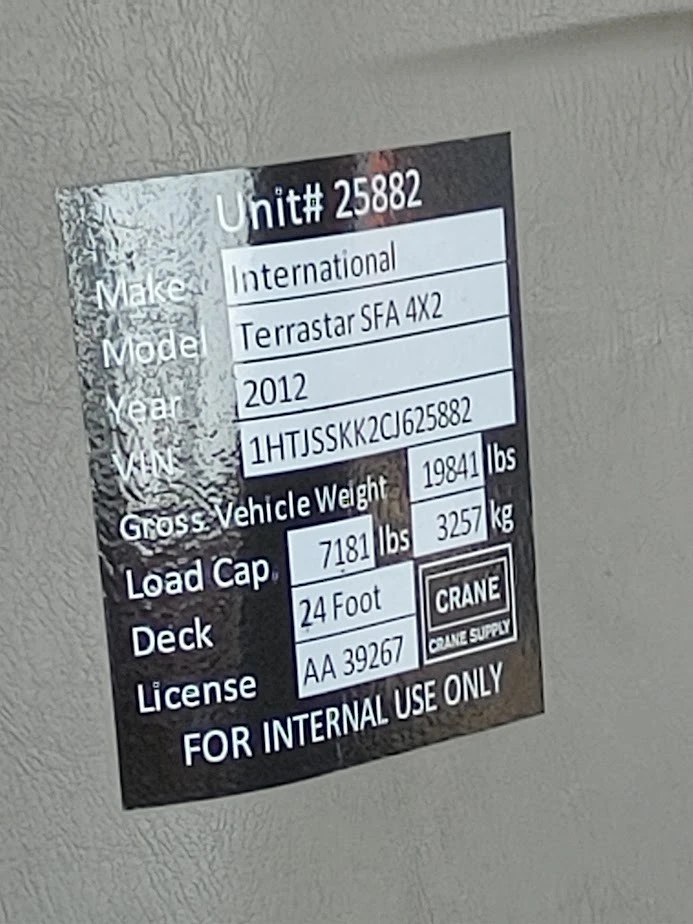 Unit# 25882
Make International
Model Terrastar SFA 4X2
Year 2012
VIN 1HTJSSKK2CJ625882
Gross Vehicle Weight 19841 lbs
Load Cap. 7181 lbs 3257 kg
Deck 24 Foot
License AA 39267
CRANE
CRANE SUPPLY
FOR INTERNAL USE ONLY